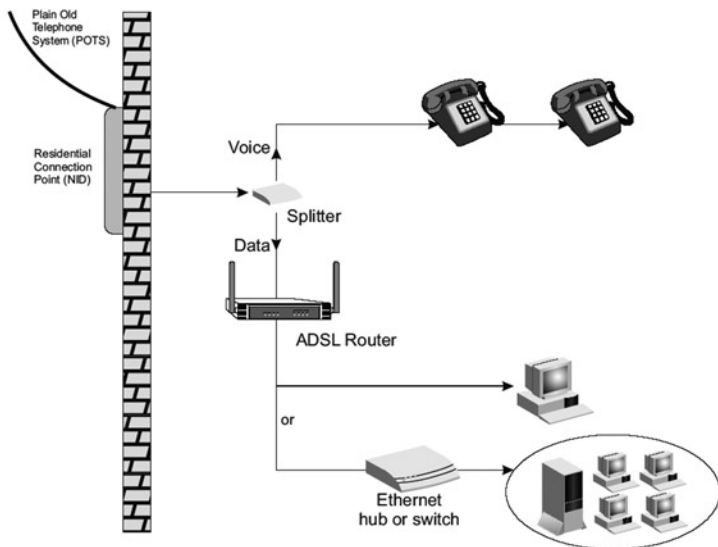 Plain Old
Telephone
System (POTS)
Residential
Connection
Point (NID)
Voice
Splitter
Data
ADSL Router
or
Ethernet
hub or switch